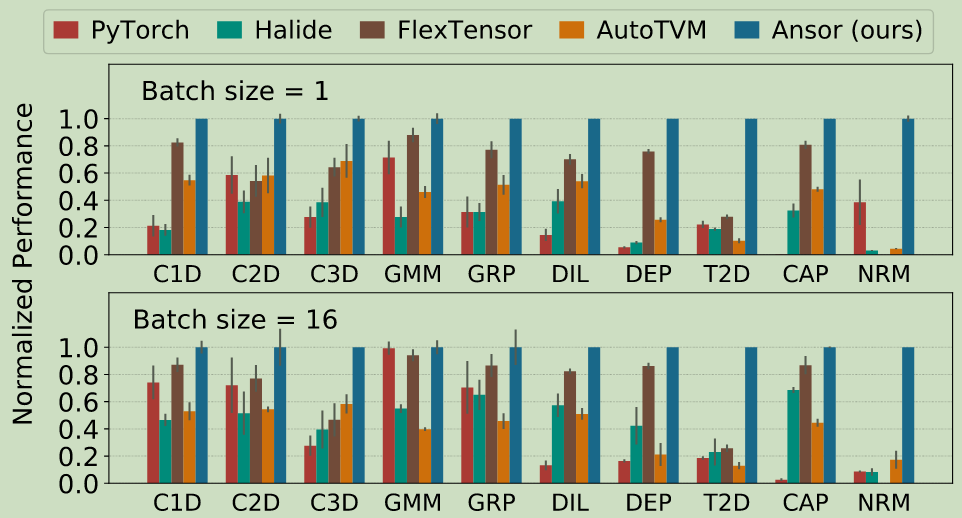 PyTorch Halide FlexTensor AutoTVM Ansor (ours)
Normalized Performance
Batch size = 1
1.0
0.8
0.6
0.4
0.2
0.0
C1D C2D C3D GMM GRP DIL DEP T2D CAP NRM
Batch size = 16
1.0
0.8
0.6
0.4
0.2
0.0
C1D C2D C3D GMM GRP DIL DEP T2D CAP NRM